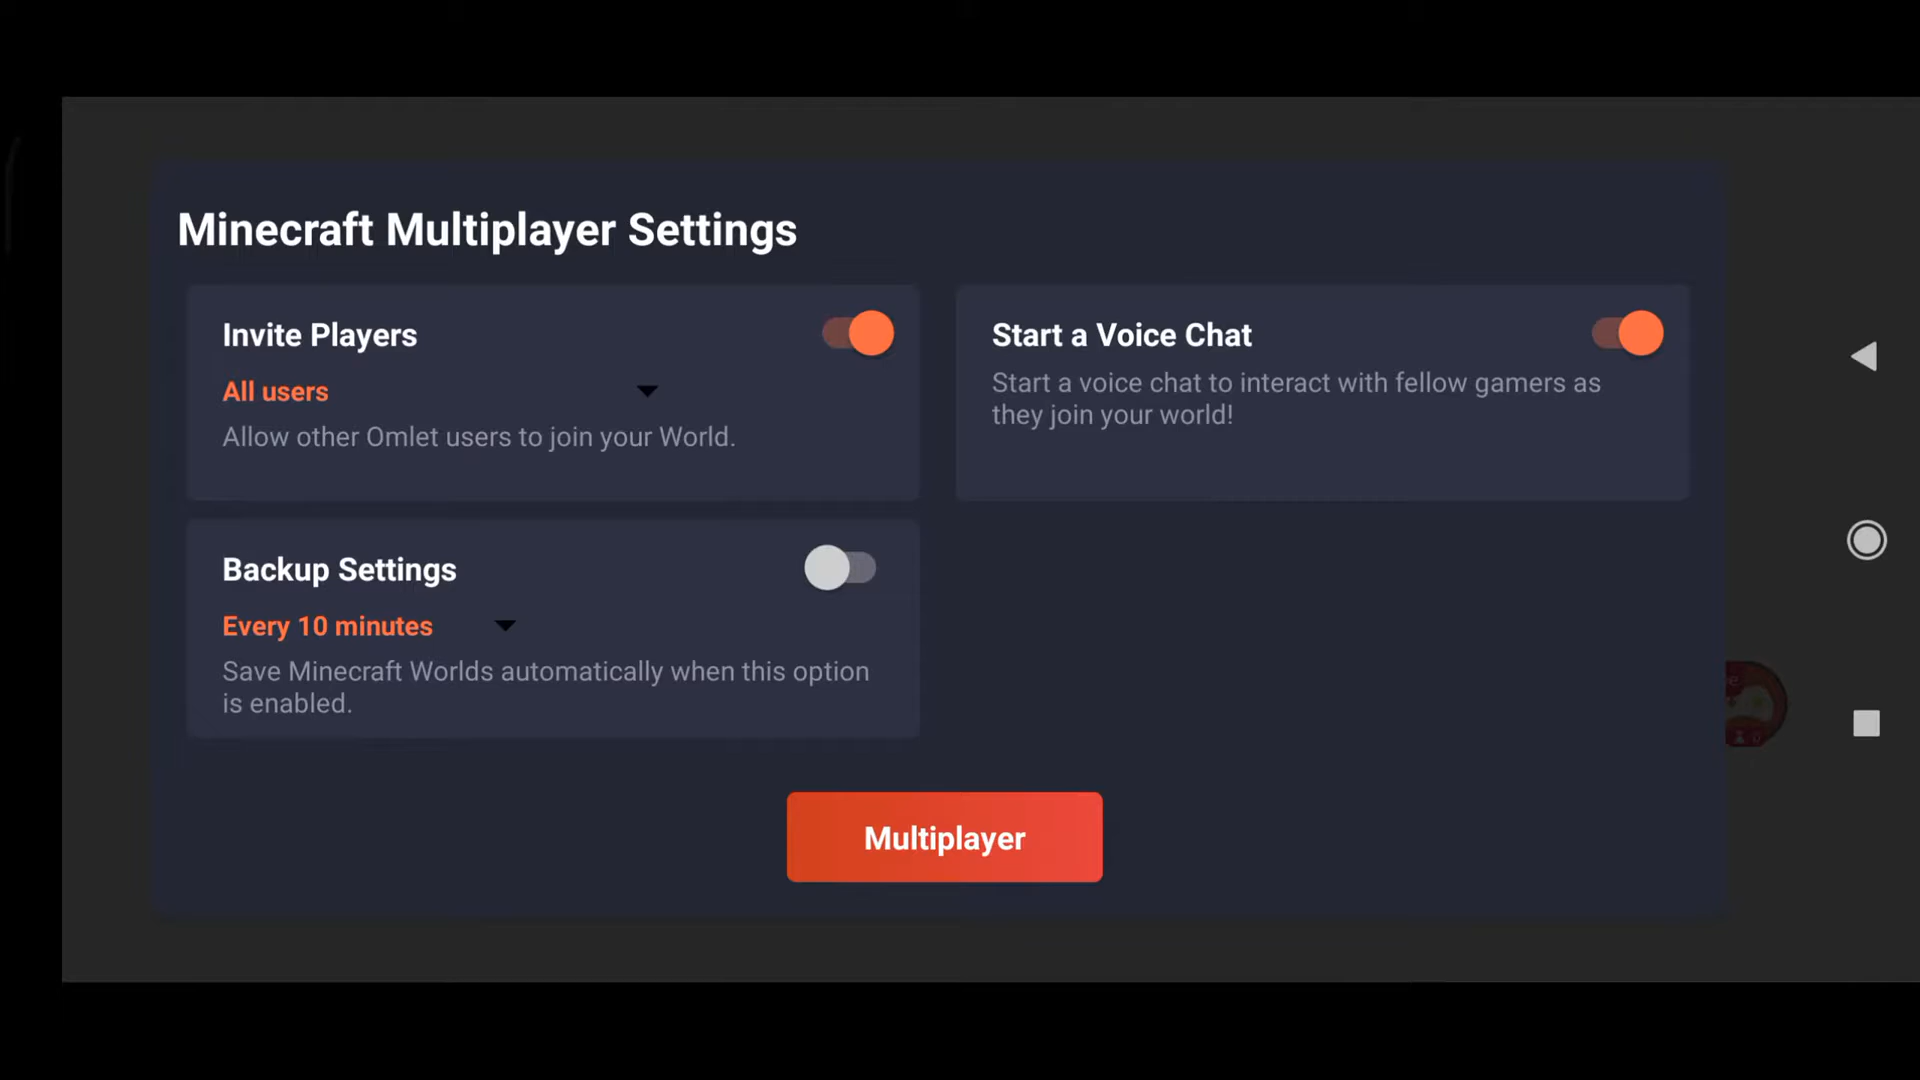 Minecraft Multiplayer Settings
Invite Players
All users
Allow other Omlet users to join your World.
Start a Voice Chat
Start a voice chat to interact with fellow gamers as
they join your world!
Backup Settings
Every 10 minutes
Save Minecraft Worlds automatically when this option
is enabled.
Multiplayer